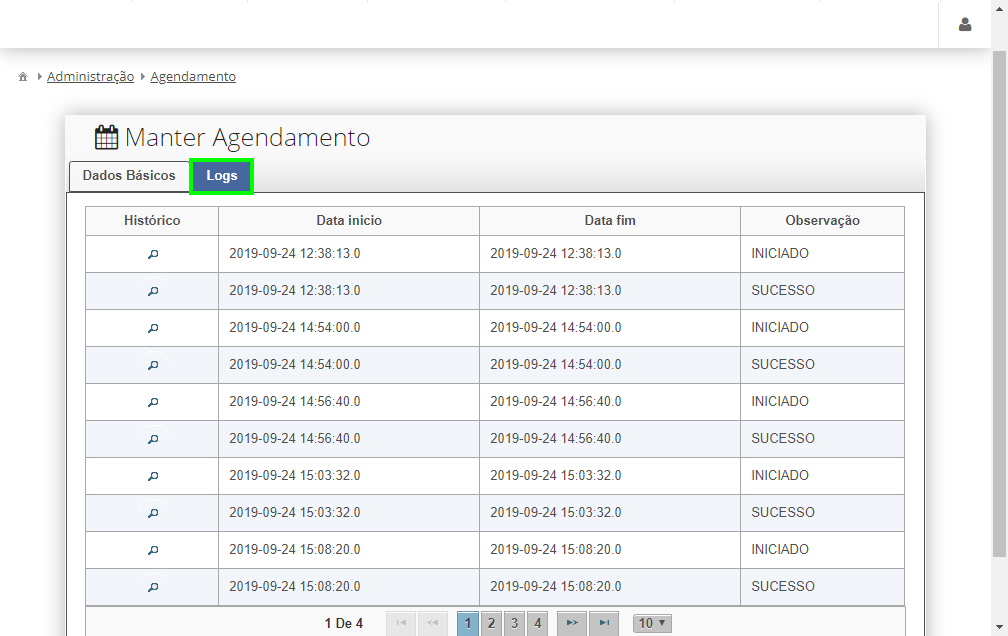 Administração Agendamento
Manter Agendamento
Dados Básicos Logs
Histórico Data inicio Data fim Observação
2019-09-24 12:38:13.0 2019-09-24 12:38:13.0 INICIADO
2019-09-24 12:38:13.0 2019-09-24 12:38:13.0 SUCESSO
2019-09-24 14:54:00.0 2019-09-24 14:54:00.0 INICIADO
2019-09-24 14:54:00.0 2019-09-24 14:54:00.0 SUCESSO
2019-09-24 14:56:40.0 2019-09-24 14:56:40.0 INICIADO
2019-09-24 14:56:40.0 2019-09-24 14:56:40.0 SUCESSO
2019-09-24 15:03:32.0 2019-09-24 15:03:32.0 INICIADO
2019-09-24 15:03:32.0 2019-09-24 15:03:32.0 SUCESSO
2019-09-24 15:08:20.0 2019-09-24 15:08:20.0 INICIADO
2019-09-24 15:08:20.0 2019-09-24 15:08:20.0 SUCESSO
1 De 4 1 2 3 4 10